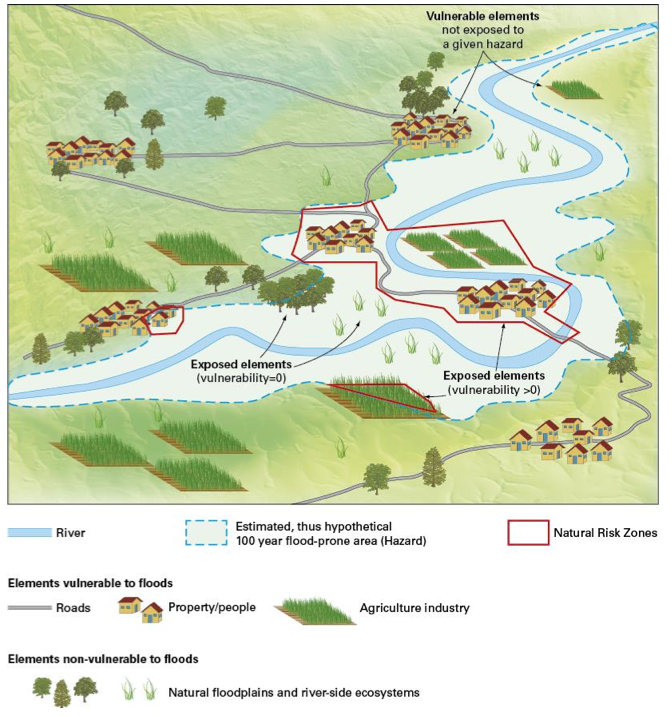 Vulnerable elements
not exposed to
a given hazard
Exposed elements
(vulnerability=0)
Exposed elements
(vulnerability >0)
River
Estimated, thus hypothetical
100 year flood-prone area (Hazard)
Natural Risk Zones
Elements vulnerable to floods
Roads
Property/people
Agriculture industry
Elements non-vulnerable to floods
Natural floodplains and river-side ecosystems